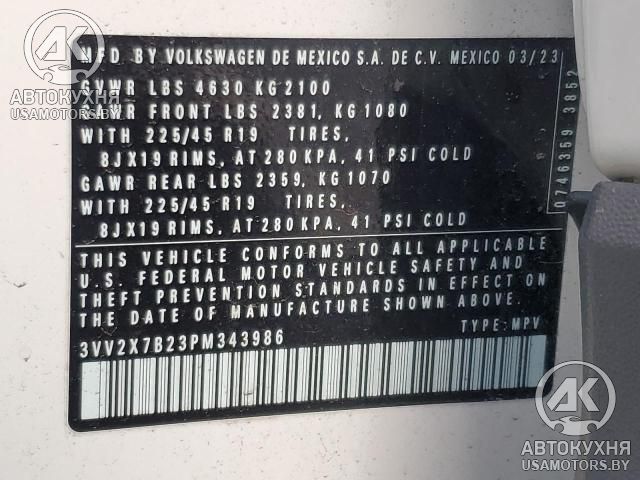 MFD. BY VOLKSWAGEN DE MEXICO S.A. DE C.V. MEXICO 03/23
GVWR LBS 4630 KG 2100
GAWR FRONT LBS 2381, KG 1080
WITH 225/45 R19 TIRES,
8JX19 RIMS, AT 280 KPA, 41 PSI COLD
GAWR REAR LBS 2359, KG 1070
WITH 225/45 R19 TIRES,
8JX19 RIMS, AT 280 KPA, 41 PSI COLD
THIS VEHICLE CONFORMS TO ALL APPLICABLE
U.S. FEDERAL MOTOR VEHICLE SAFETY AND
THEFT PREVENTION STANDARDS IN EFFECT ON
THE DATE OF MANUFACTURE SHOWN ABOVE.
3VV2X7B23PM343986 TYPE: MPV
0746359 3852
AK
АВТОКУХНЯ
USAMOTORS.BY
AK
АВТОКУХНЯ
USAMOTORS.BY